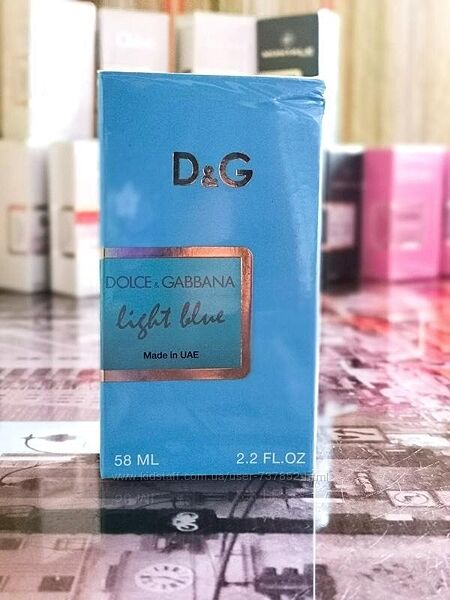 D&G
DOLCE & GABBANA
light blue
Made in UAE
58 ML
2.2 FL.OZ